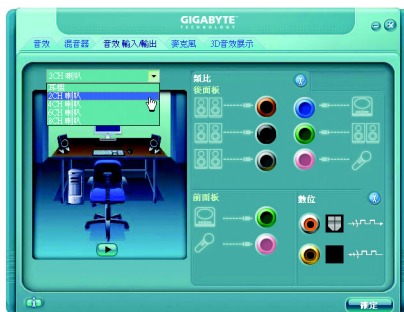 GIGABYTE
TECHNOLOGY
音效 混音器 音效輸入/輸出 麥克風 3D音效展示
2CH 喇叭
耳機
2CH 喇叭
4CH 喇叭
6CH 喇叭
8CH 喇叭
類比
後面板
前面板
數位
確定